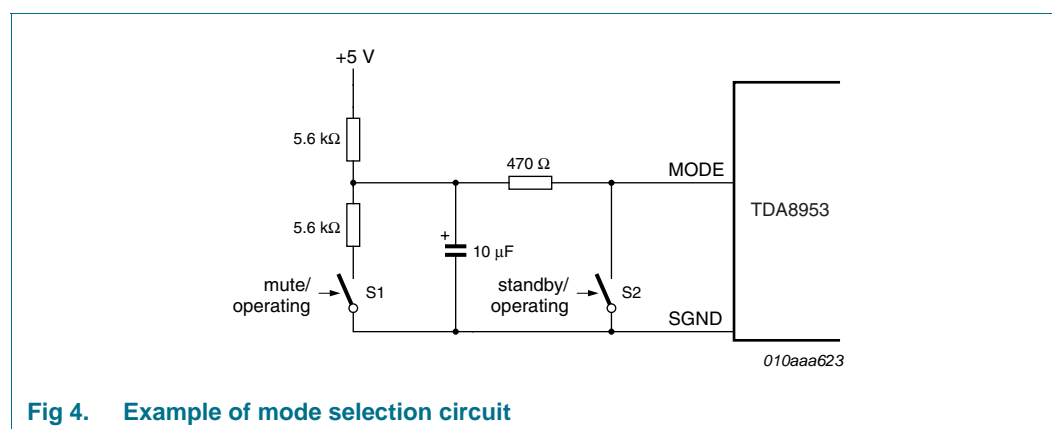 +5 V
5.6 kΩ
470 Ω
MODE
TDA8953
5.6 kΩ
+
10 μF
mute/
operating
S1
standby/
operating
S2
SGND
010aaa623
Fig 4. Example of mode selection circuit